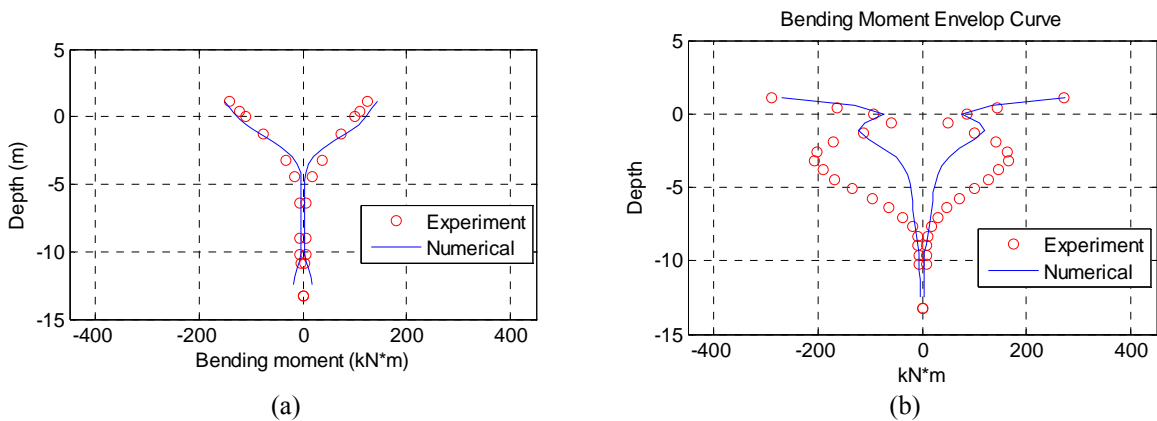 5
0
-5
-10
-15
Depth (m)
-400 -200 0 200 400
Bending moment (kN*m)
Experiment
Numerical
(a)
Bending Moment Envelop Curve
5
0
-5
-10
-15
Depth
-400 -200 0 200 400
kN*m
Experiment
Numerical
(b)